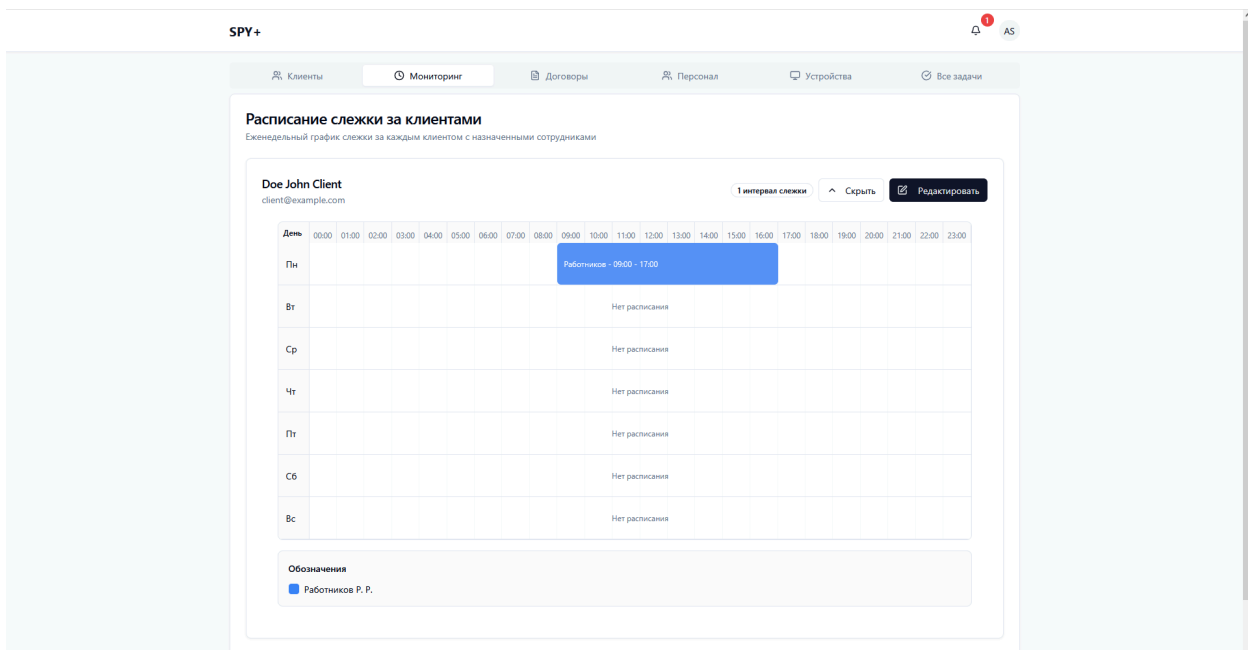 SPY+
1
AS
Клиенты Мониторинг Договоры Персонал Устройства Все задачи
Расписание слежки за клиентами
Еженедельный график слежки за каждым клиентом с назначенными сотрудниками
Doe John Client
client@example.com
1 интервал слежки Скрыть Редактировать
День 00:00 01:00 02:00 03:00 04:00 05:00 06:00 07:00 08:00 09:00 10:00 11:00 12:00 13:00 14:00 15:00 16:00 17:00 18:00 19:00 20:00 21:00 22:00 23:00
Пн Работников - 09:00 - 17:00
Вт Нет расписания
Ср Нет расписания
Чт Нет расписания
Пт Нет расписания
Сб Нет расписания
Вс Нет расписания
Обозначения
Работников Р. Р.